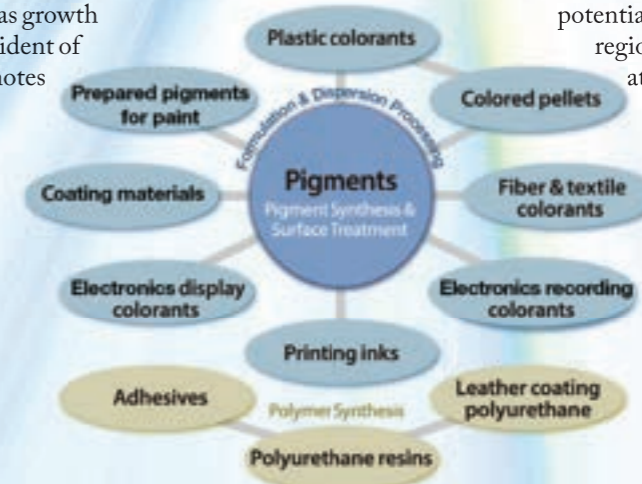 as growth
ident of
notes
potential
regio
at
Plastic colorants
Prepared pigments
for paint
Formulation & Dispersion Processing
Colored pellets
Pigments
Pigment Synthesis &
Surface Treatment
Coating materials
Fiber & textile
colorants
Electronics display
colorants
Electronics recording
colorants
Printing inks
Adhesives
Polymer Synthesis
Leather coating
polyurethane
Polyurethane resins